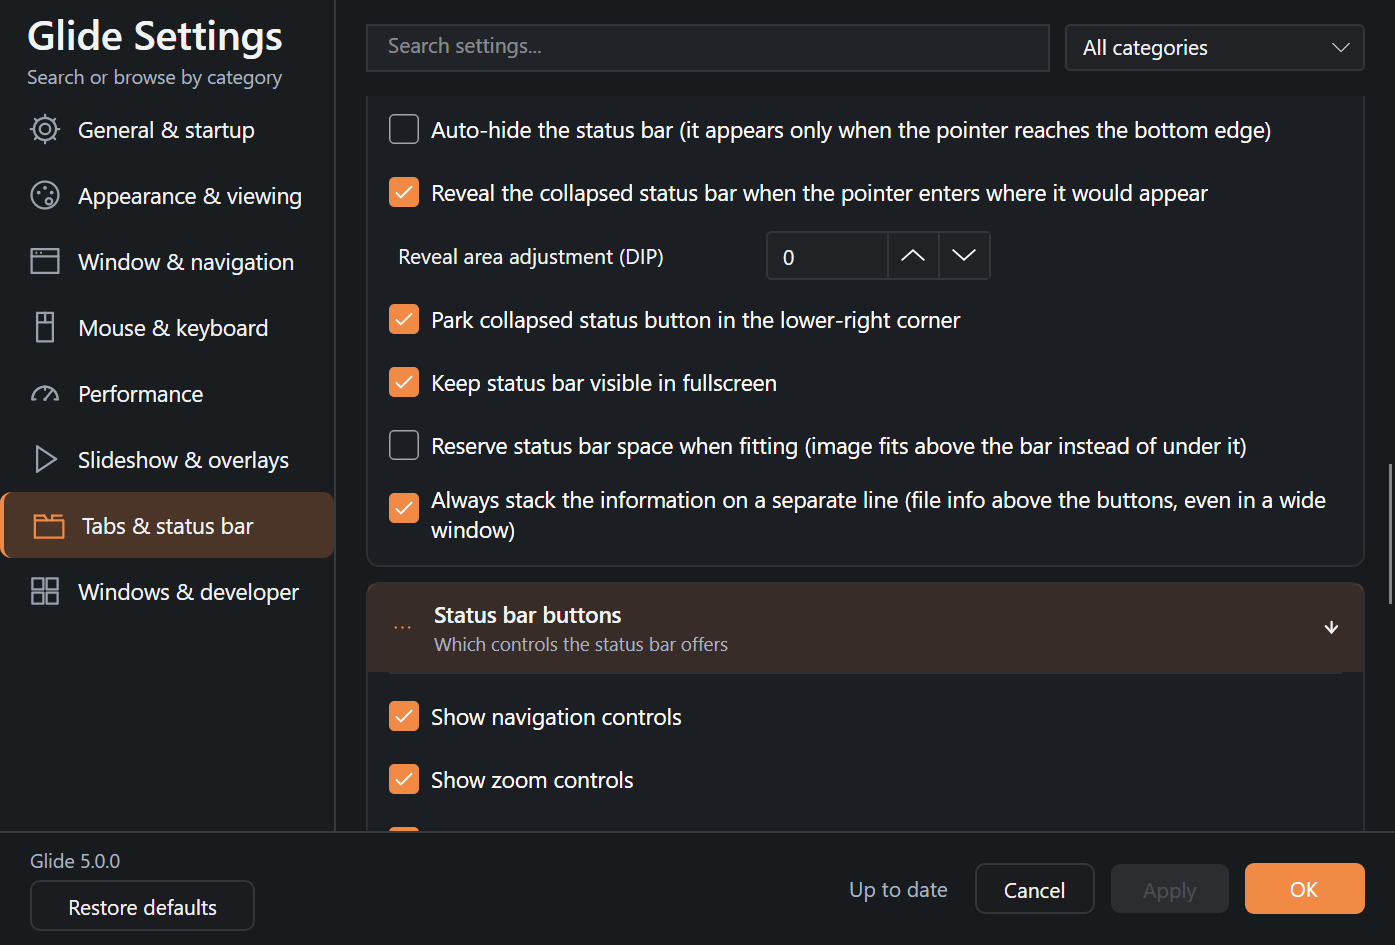 Glide Settings
Search or browse by category
General & startup
Appearance & viewing
Window & navigation
Mouse & keyboard
Performance
Slideshow & overlays
Tabs & status bar
Windows & developer
Search settings...
All categories
Auto-hide the status bar (it appears only when the pointer reaches the bottom edge)
Reveal the collapsed status bar when the pointer enters where it would appear
Reveal area adjustment (DIP)
0
Park collapsed status button in the lower-right corner
Keep status bar visible in fullscreen
Reserve status bar space when fitting (image fits above the bar instead of under it)
Always stack the information on a separate line (file info above the buttons, even in a wide
window)
Status bar buttons
Which controls the status bar offers
Show navigation controls
Show zoom controls
Glide 5.0.0
Restore defaults
Up to date
Cancel
Apply
OK